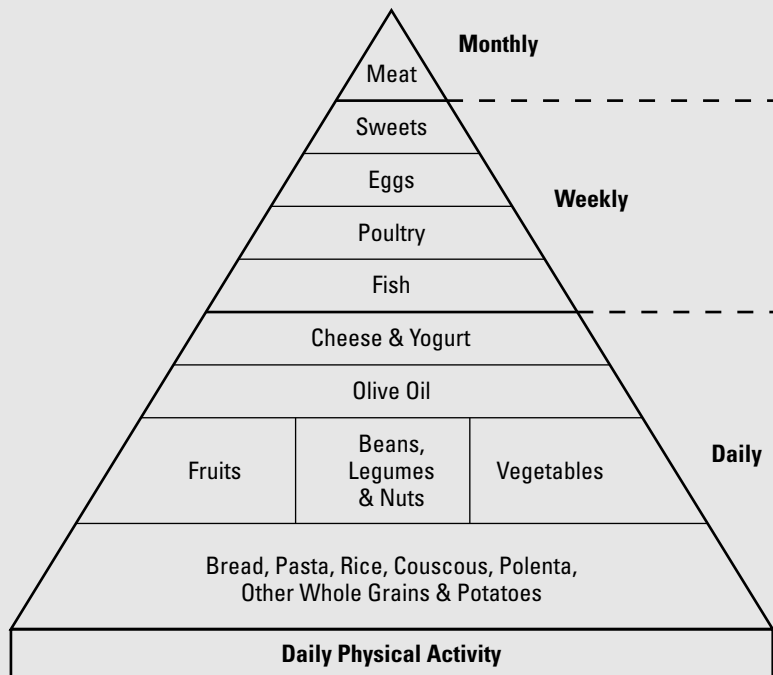 Monthly
Meat
Sweets
Eggs
Weekly
Poultry
Fish
Cheese & Yogurt
Olive Oil
Fruits
Beans,
Legumes
& Nuts
Vegetables
Daily
Bread, Pasta, Rice, Couscous, Polenta,
Other Whole Grains & Potatoes
Daily Physical Activity